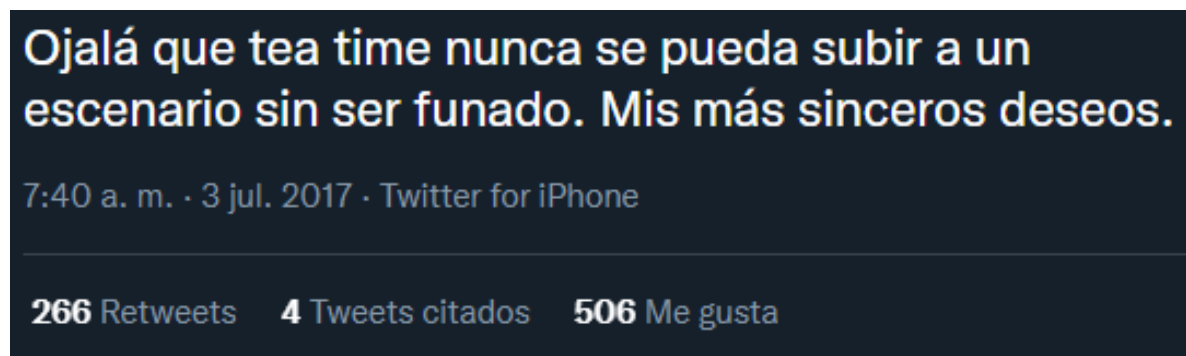 Ojalá que tea time nunca se pueda subir a un
escenario sin ser funado. Mis más sinceros deseos.
7:40 a. m. · 3 jul. 2017 · Twitter for iPhone
266 Retweets 4 Tweets citados 506 Me gusta